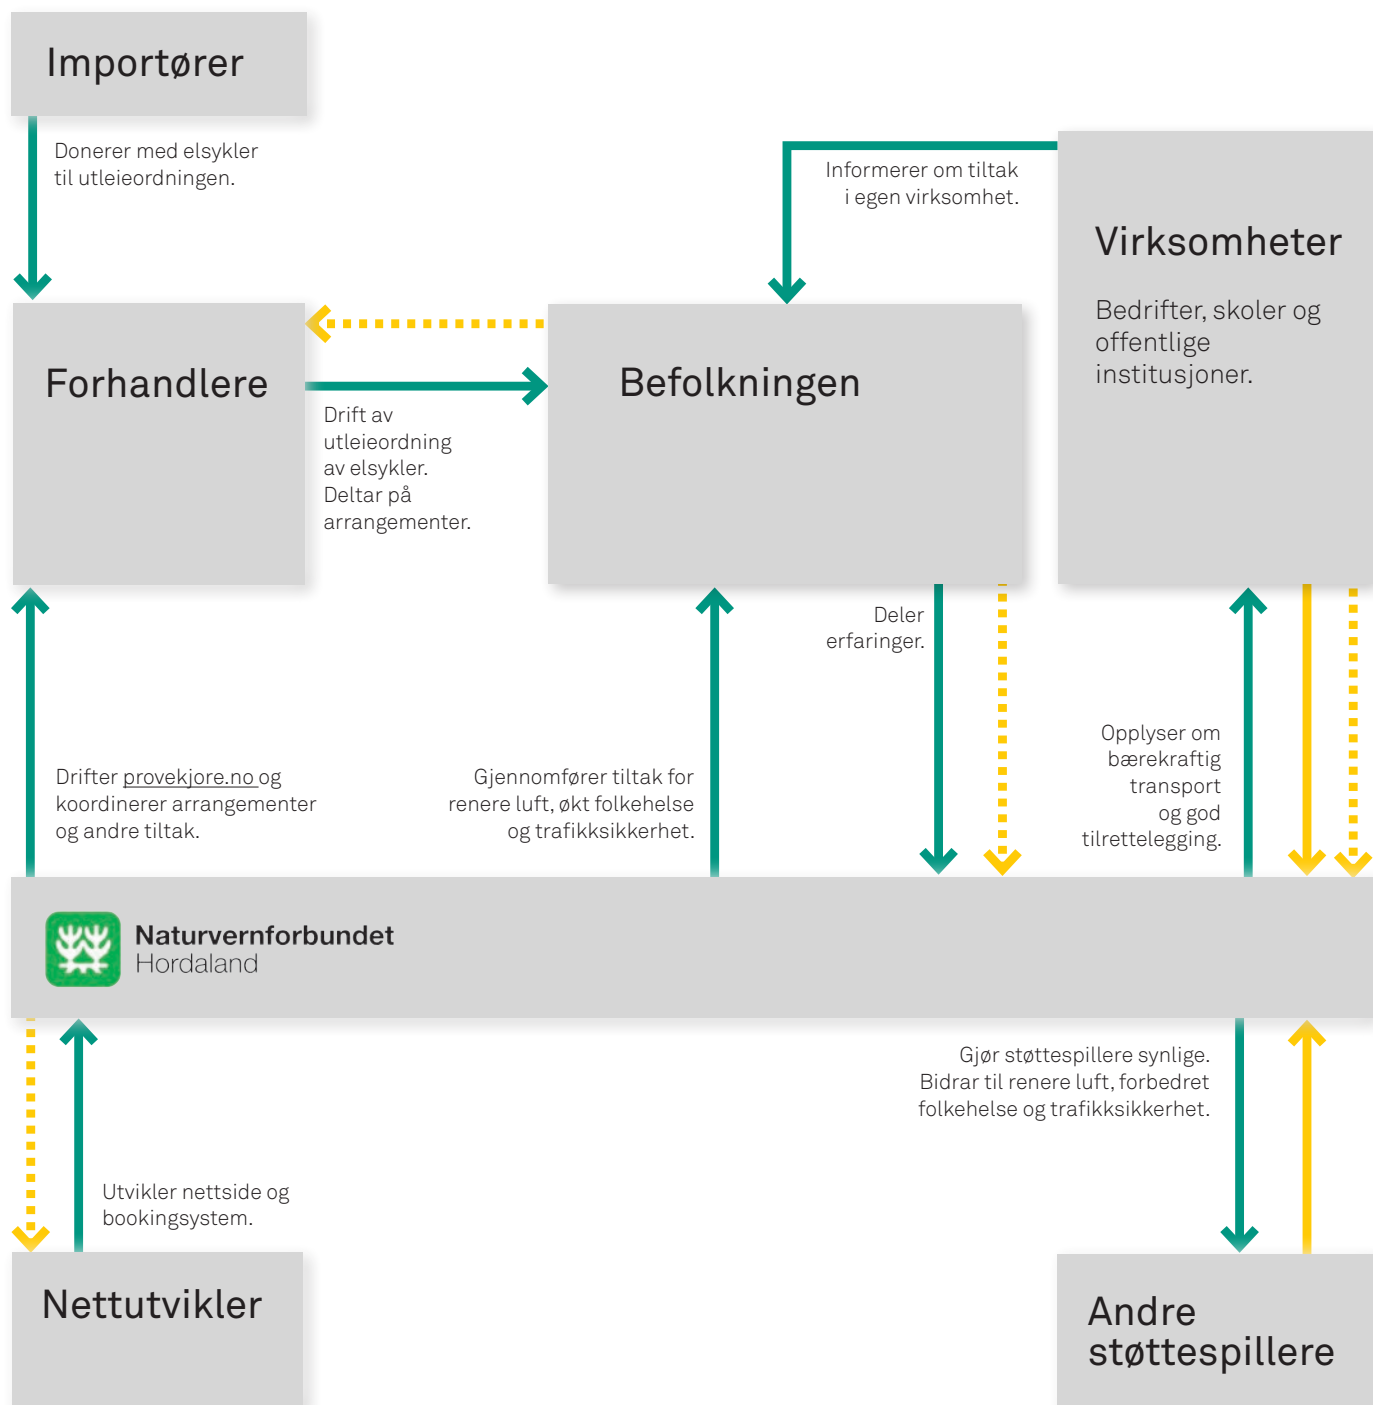 Importører
Donerer med elsykler
til utleieordningen.
Informerer om tiltak
i egen virksomhet.
Virksomheter
Bedrifter, skoler og
offentlige
institusjoner.
Forhandlere
Befolkningen
Drift av
utleieordning
av elsykler.
Deltar på
arrangementer.
Deler
erfaringer.
Drifter provekjore.no og
koordinerer arrangementer
og andre tiltak.
Gjennomfører tiltak for
renere luft, økt folkehelse
og trafikksikkerhet.
Opplyser om
bærekraftig
transport
og god
tilrettelegging.
Naturvernforbundet
Hordaland
Gjør støttespillere synlige.
Bidrar til renere luft, forbedret
folkehelse og trafikksikkerhet.
Utvikler nettside og
bookingsystem.
Nettutvikler
Andre
støttespillere